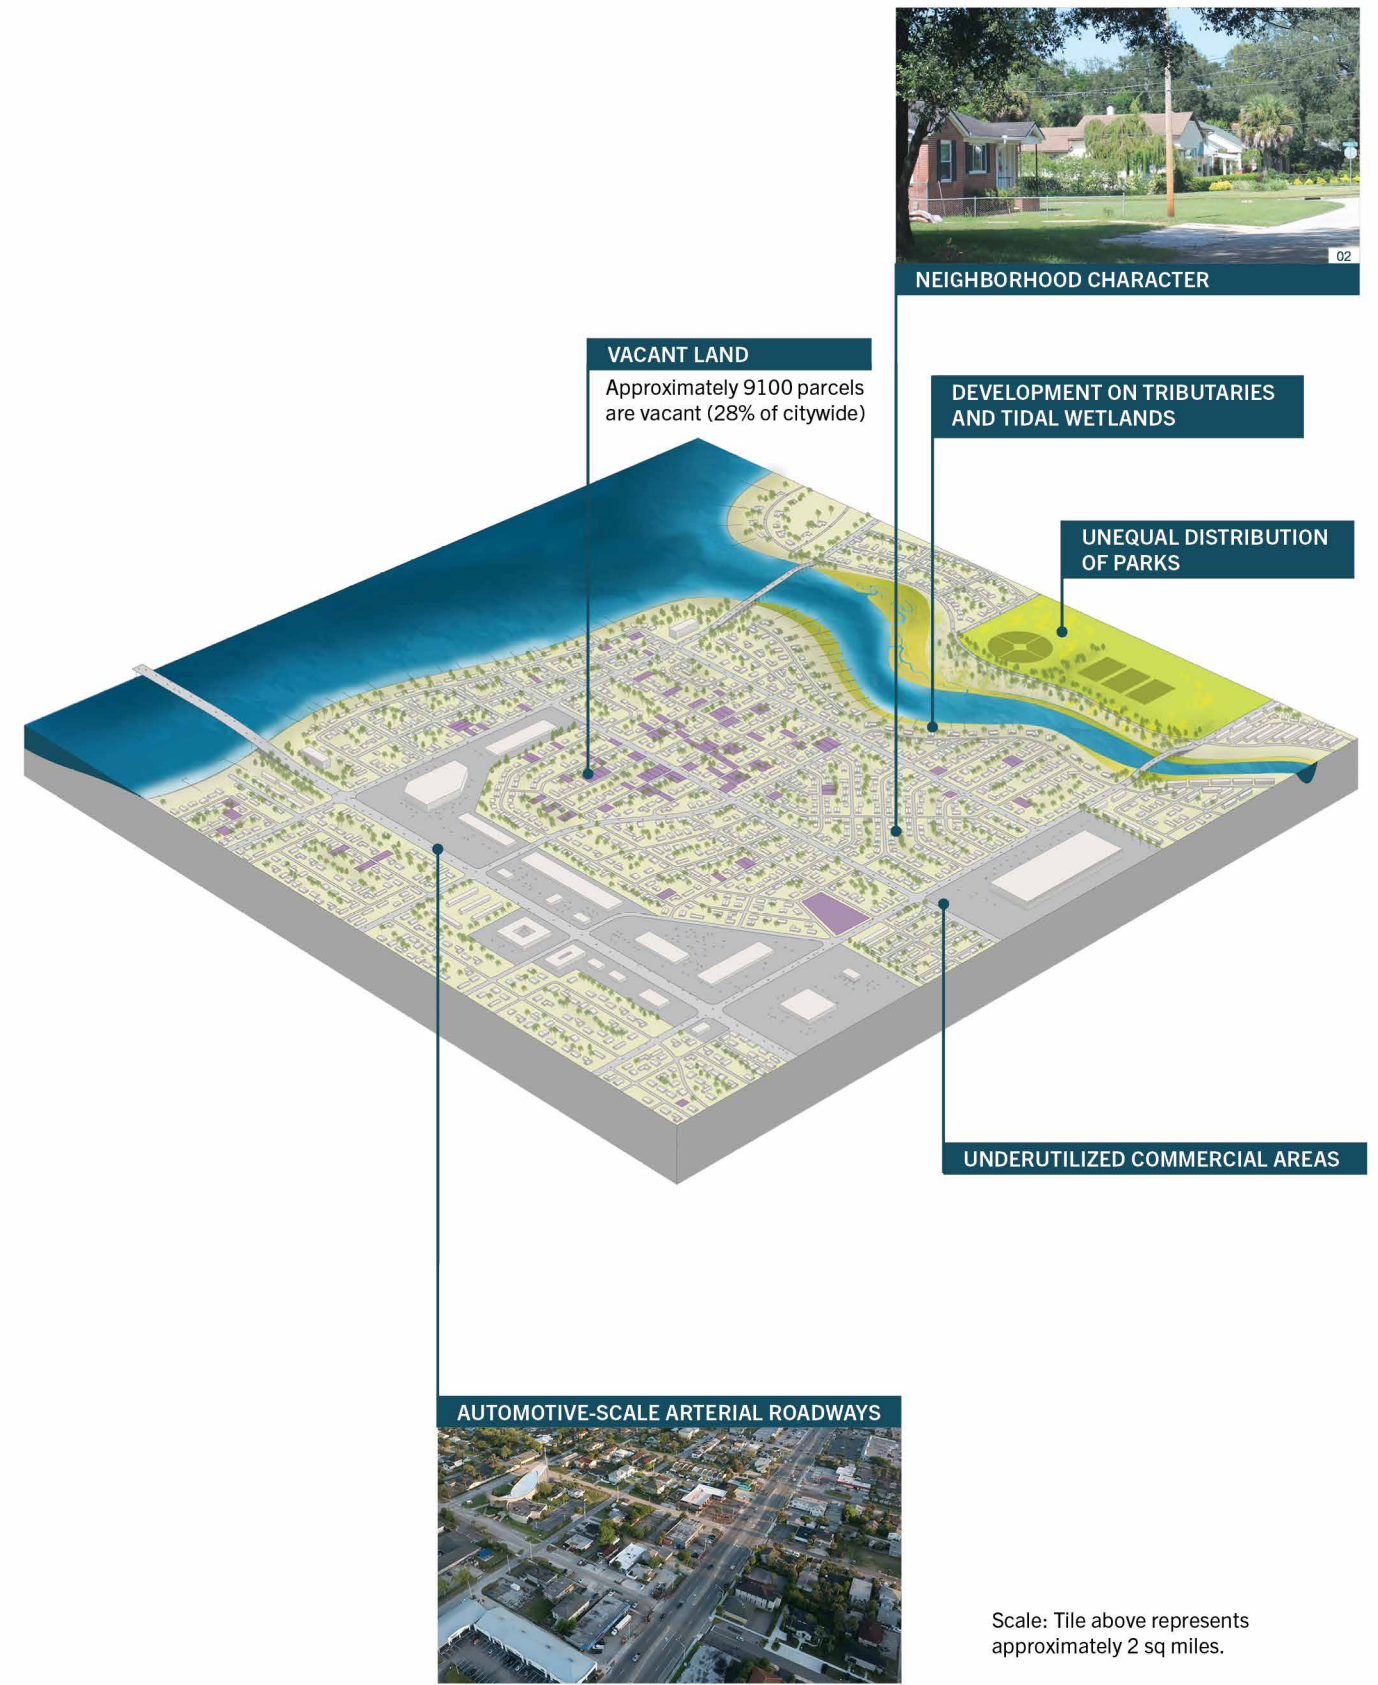 02
NEIGHBORHOOD CHARACTER
VACANT LAND
Approximately 9100 parcels
are vacant (28% of citywide)
DEVELOPMENT ON TRIBUTARIES
AND TIDAL WETLANDS
UNEQUAL DISTRIBUTION
OF PARKS
UNDERUTILIZED COMMERCIAL AREAS
AUTOMOTIVE-SCALE ARTERIAL ROADWAYS
Scale: Tile above represents
approximately 2 sq miles.